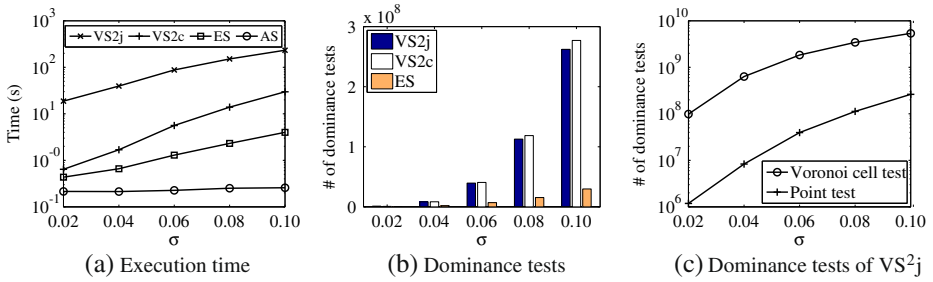 10^3
10^2
10^1
10^-0
10^-1
Time (s)
VS2j VS2c ES AS
0.02 0.04 0.06 0.08 0.10
σ
(a) Execution time
x 10^8
3
2
1
0
# of dominance tests
VS2j
VS2c
ES
0.02 0.04 0.06 0.08 0.10
σ
(b) Dominance tests
10^10
10^9
10^8
10^7
10^6
# of dominance tests
Voronoi cell test
Point test
0.02 0.04 0.06 0.08 0.10
σ
(c) Dominance tests of VS²j